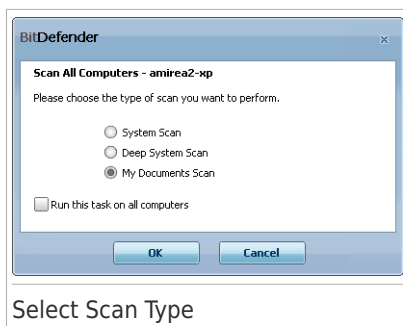 BitDefender
x
Scan All Computers - amirea2-xp
Please choose the type of scan you want to perform.
System Scan
Deep System Scan
My Documents Scan
Run this task on all computers
OK Cancel
Select Scan Type